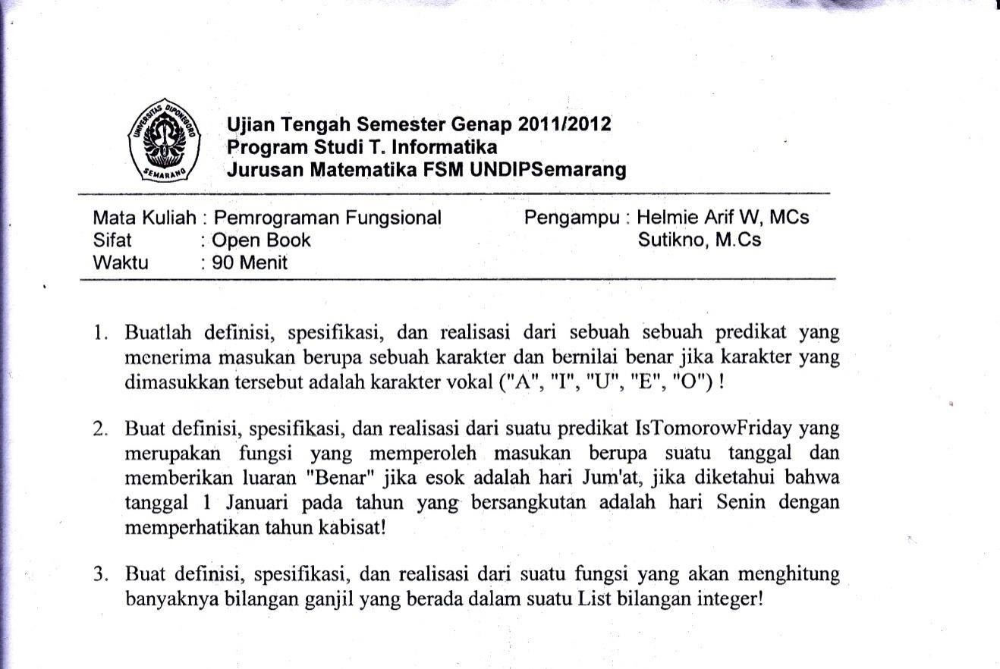 UNIVERSITAS DIPONEGORO
SEMARANG
Ujian Tengah Semester Genap 2011/2012
Program Studi T. Informatika
Jurusan Matematika FSM UNDIPSemarang
Mata Kuliah : Pemrograman Fungsional Pengampu : Helmie Arif W, MCs
Sifat : Open Book Sutikno, M.Cs
Waktu : 90 Menit
1. Buatlah definisi, spesifikasi, dan realisasi dari sebuah sebuah predikat yang
menerima masukan berupa sebuah karakter dan bernilai benar jika karakter yang
dimasukkan tersebut adalah karakter vokal ("A", "I", "U", "E", "O") !
2. Buat definisi, spesifikasi, dan realisasi dari suatu predikat IsTomorowFriday yang
merupakan fungsi yang memperoleh masukan berupa suatu tanggal dan
memberikan luaran "Benar" jika esok adalah hari Jum'at, jika diketahui bahwa
tanggal 1 Januari pada tahun yang bersangkutan adalah hari Senin dengan
memperhatikan tahun kabisat!
3. Buat definisi, spesifikasi, dan realisasi dari suatu fungsi yang akan menghitung
banyaknya bilangan ganjil yang berada dalam suatu List bilangan integer!